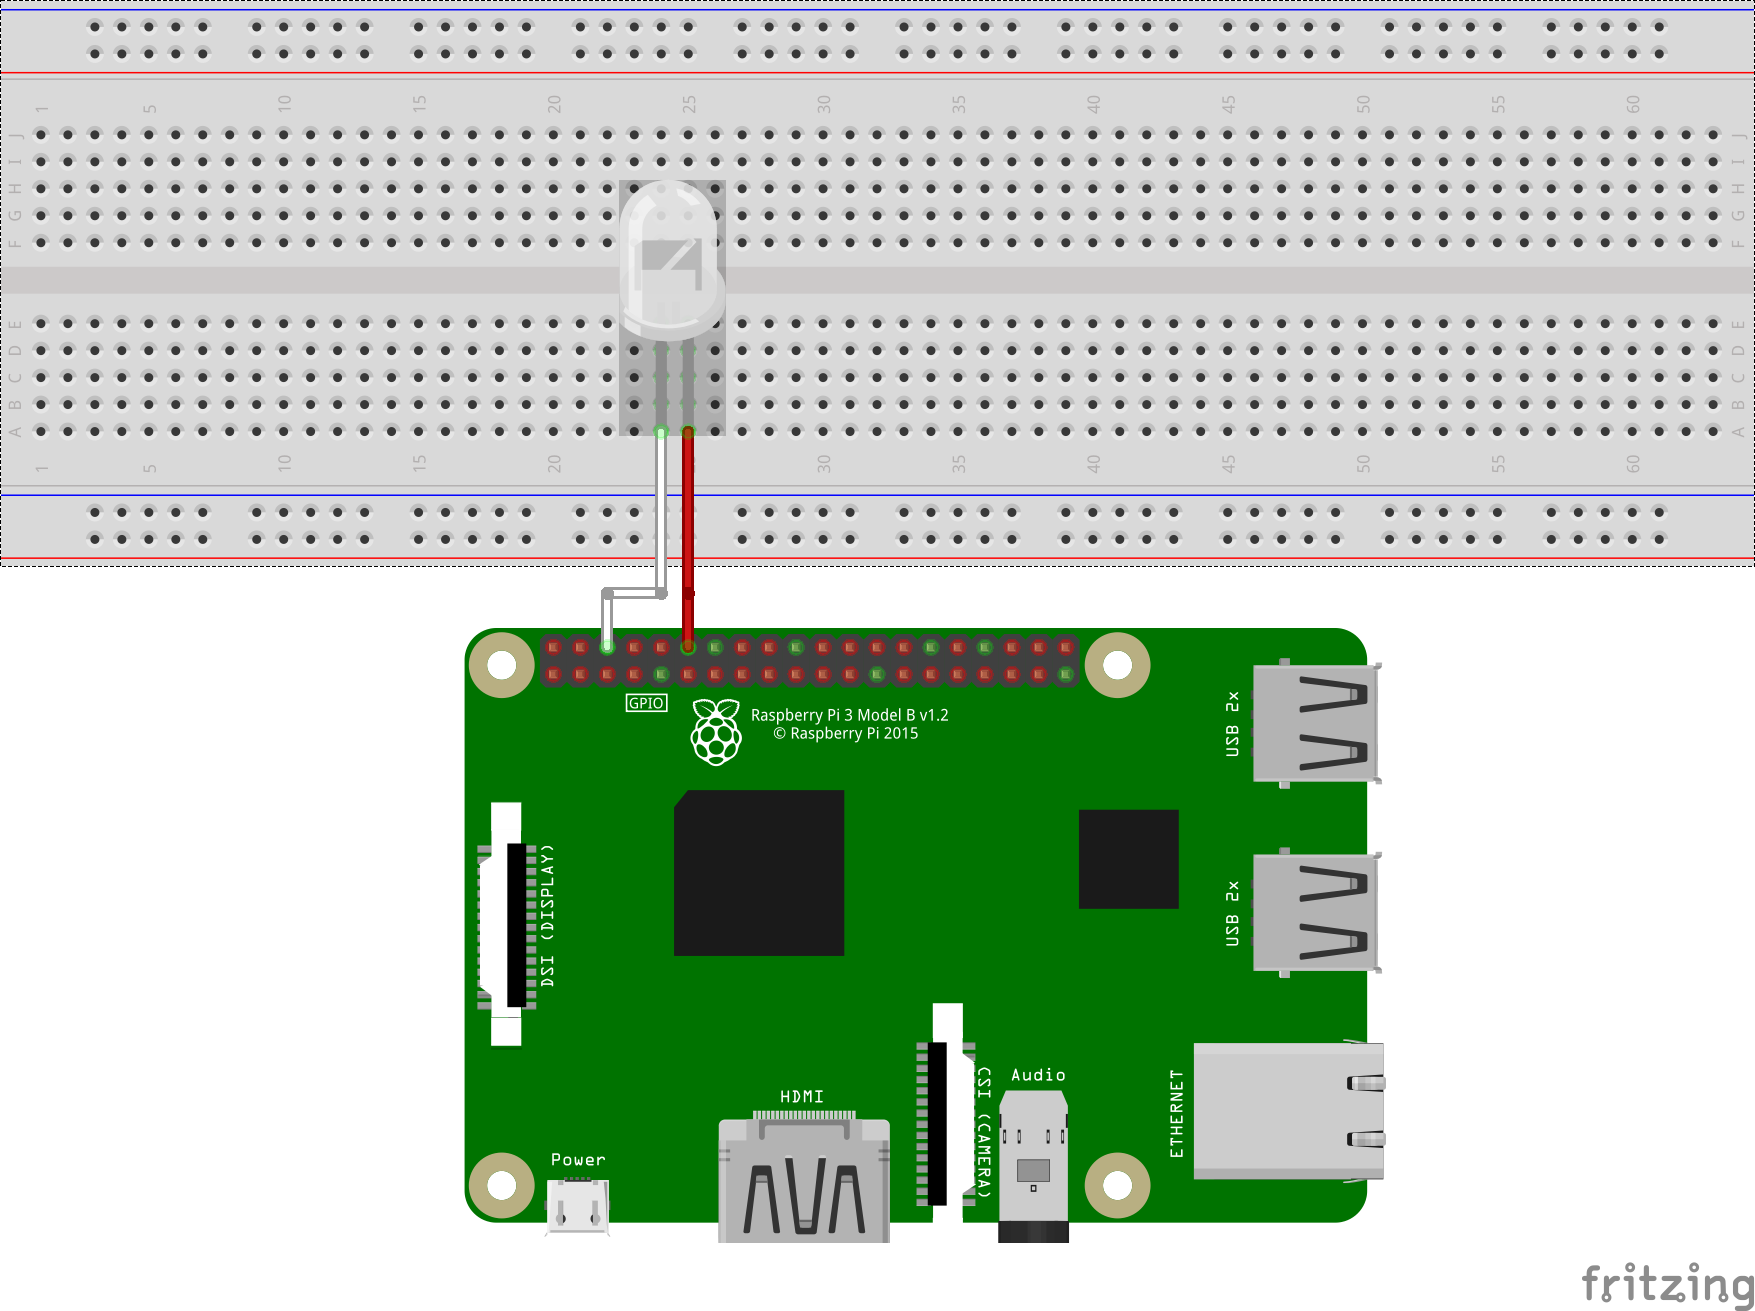 1 5 10 15 20 25 30 35 40 45 50 55 60
J J
I I
H H
G G
F F
E E
D D
C C
B B
A A
1 5 10 15 20 30 35 40 45 50 55 60
GPIO
Raspberry Pi 3 Model B v1.2
© Raspberry Pi 2015
USB 2x
DSI (DISPLAY)
USB 2x
CSI (CAMERA)
Audio
ETHERNET
HDMI
Power
fritzing